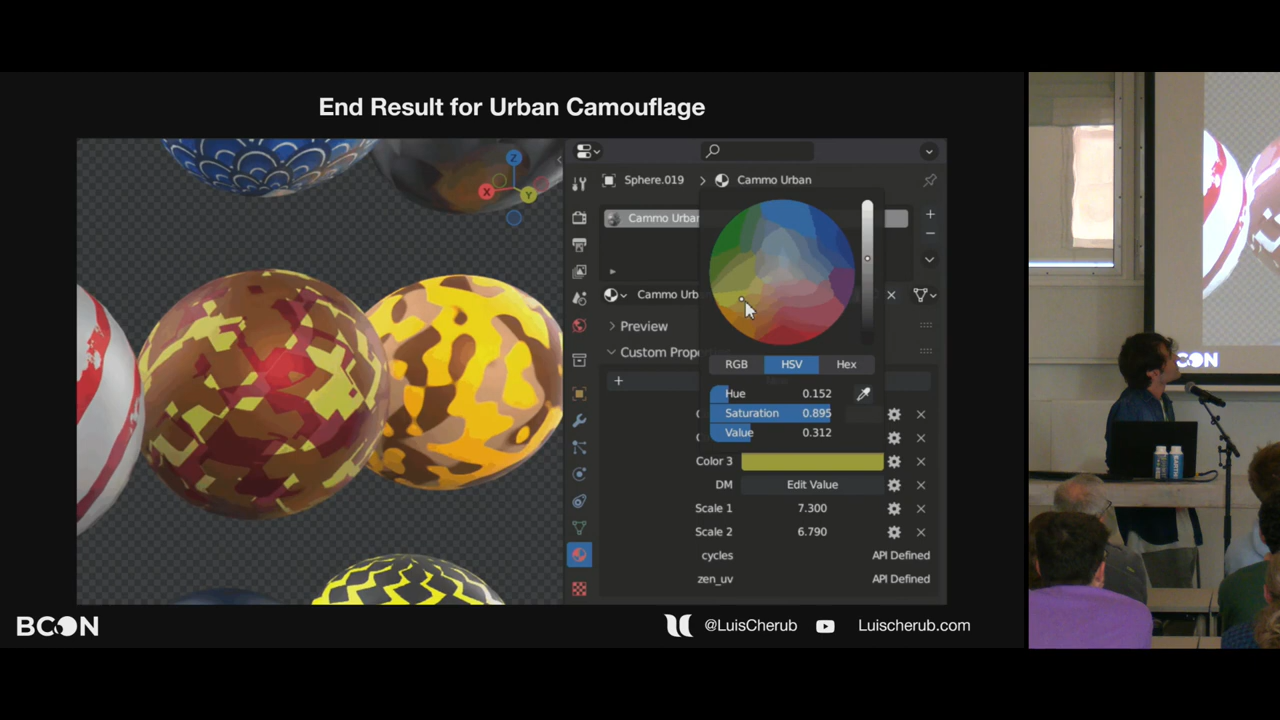 End Result for Urban Camouflage
Z
X
Y
Sphere.019
Cammo Urban
Cammo Urban
Cammo Urb
Preview
Custom Prop
RGB
HSV
Hex
Hue 0.152
Saturation 0.895
Value 0.312
Color 3
DM Edit Value
Scale 1 7.300
Scale 2 6.790
cycles API Defined
zen_uv API Defined
BCON
@LuisCherub
Luischerub.com
CON